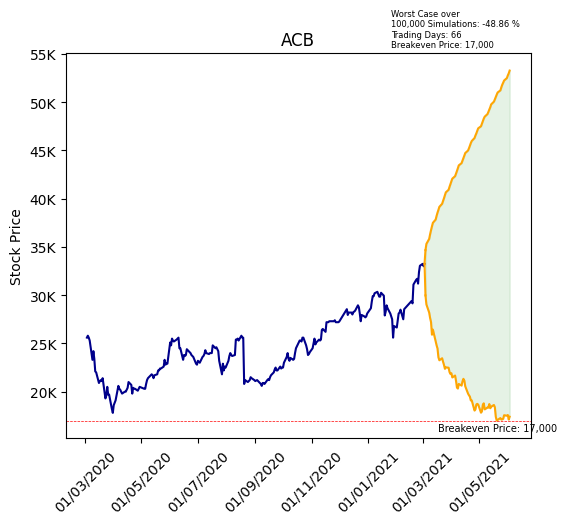 Worst Case over
100,000 Simulations: -48.86 %
Trading Days: 66
Breakeven Price: 17,000
ACB
Stock Price
55K
50K
45K
40K
35K
30K
25K
20K
Breakeven Price: 17,000
01/03/2020
01/05/2020
01/07/2020
01/09/2020
01/11/2020
01/01/2021
01/03/2021
01/05/2021